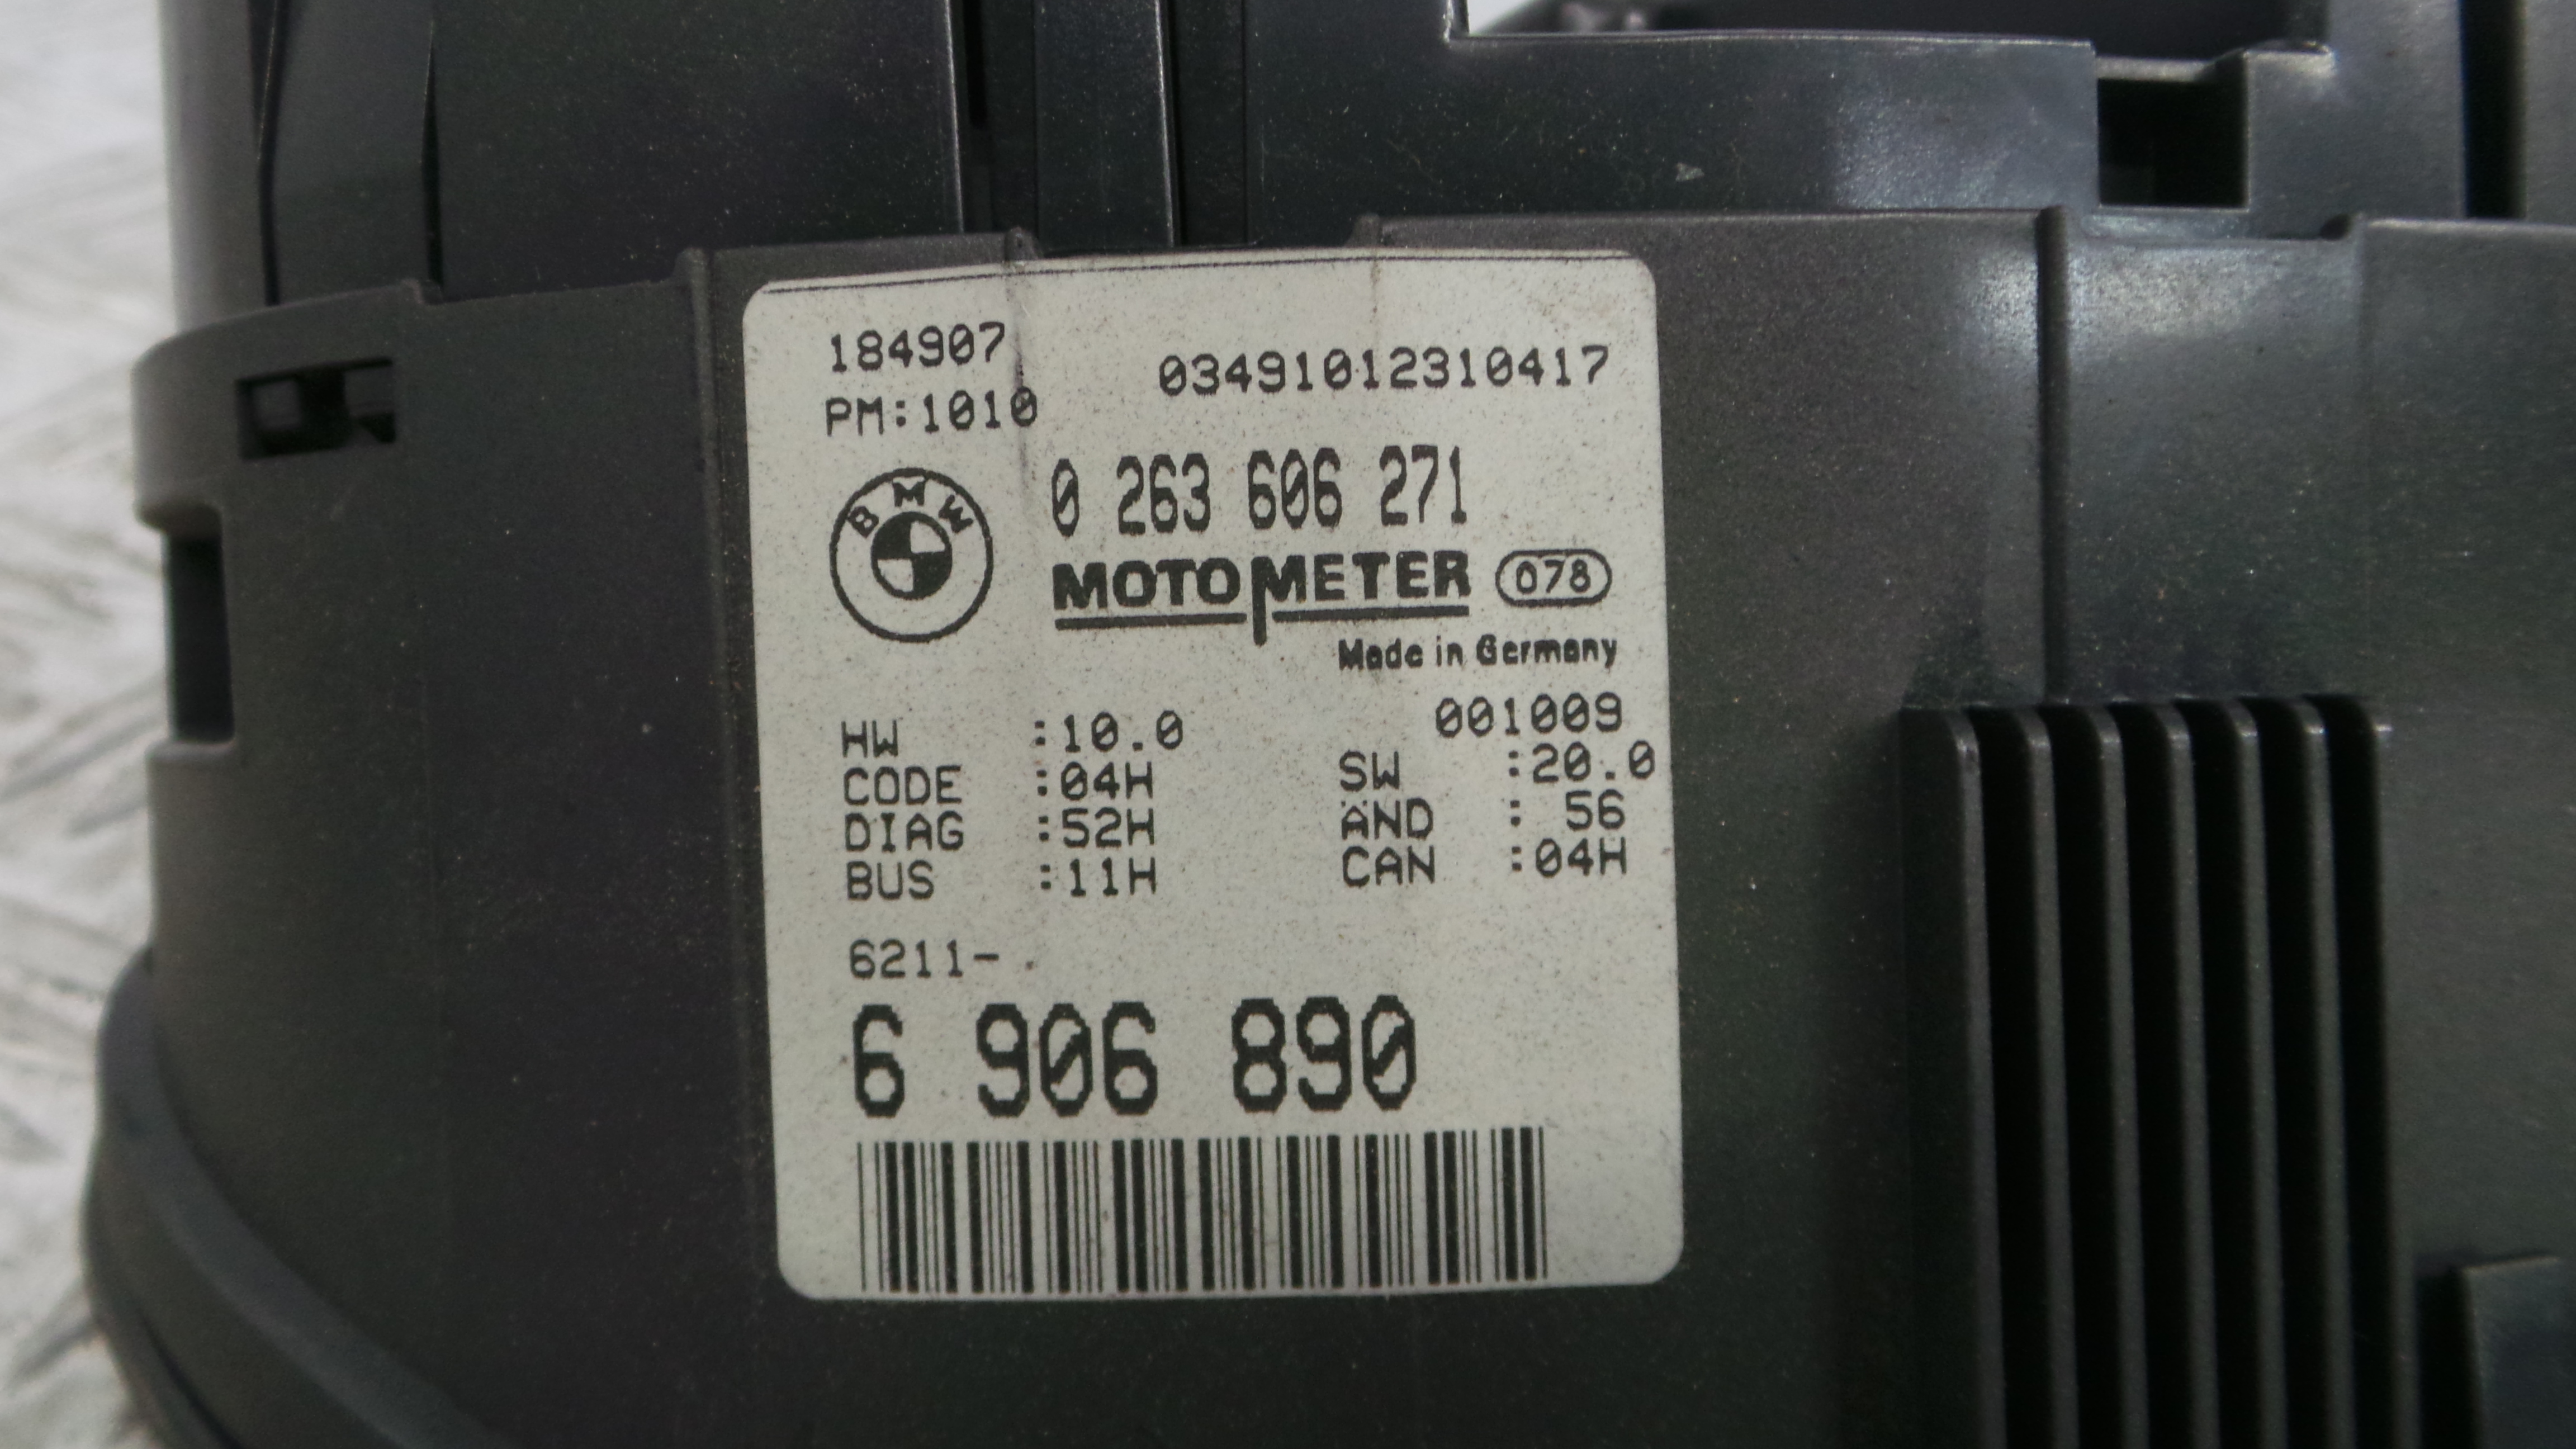 184907
03491012310417
PM:1010
BMW
0 263 606 271
MOTOMETER 078
Made in Germany
001009
HW :10.0
SW :20.0
CODE :04H
ÄND : 56
DIAG :52H
CAN :04H
BUS :11H
6211-
6 906 890